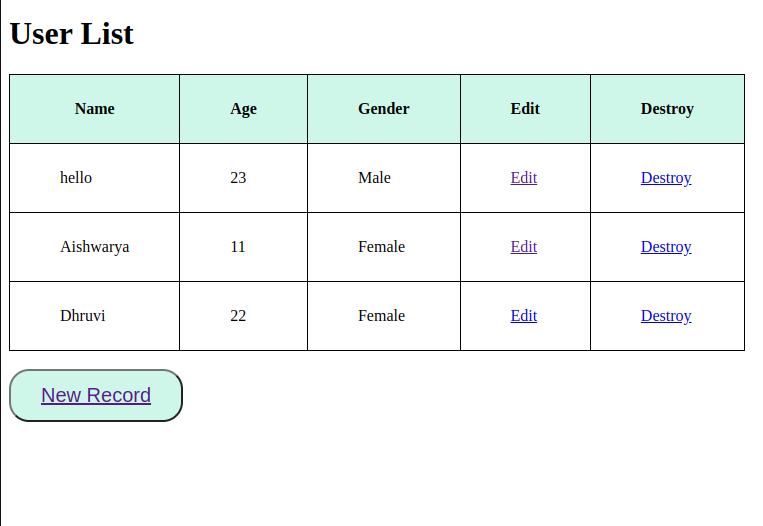 User List
Name Age Gender Edit Destroy
hello 23 Male Edit Destroy
Aishwarya 11 Female Edit Destroy
Dhruvi 22 Female Edit Destroy
New Record